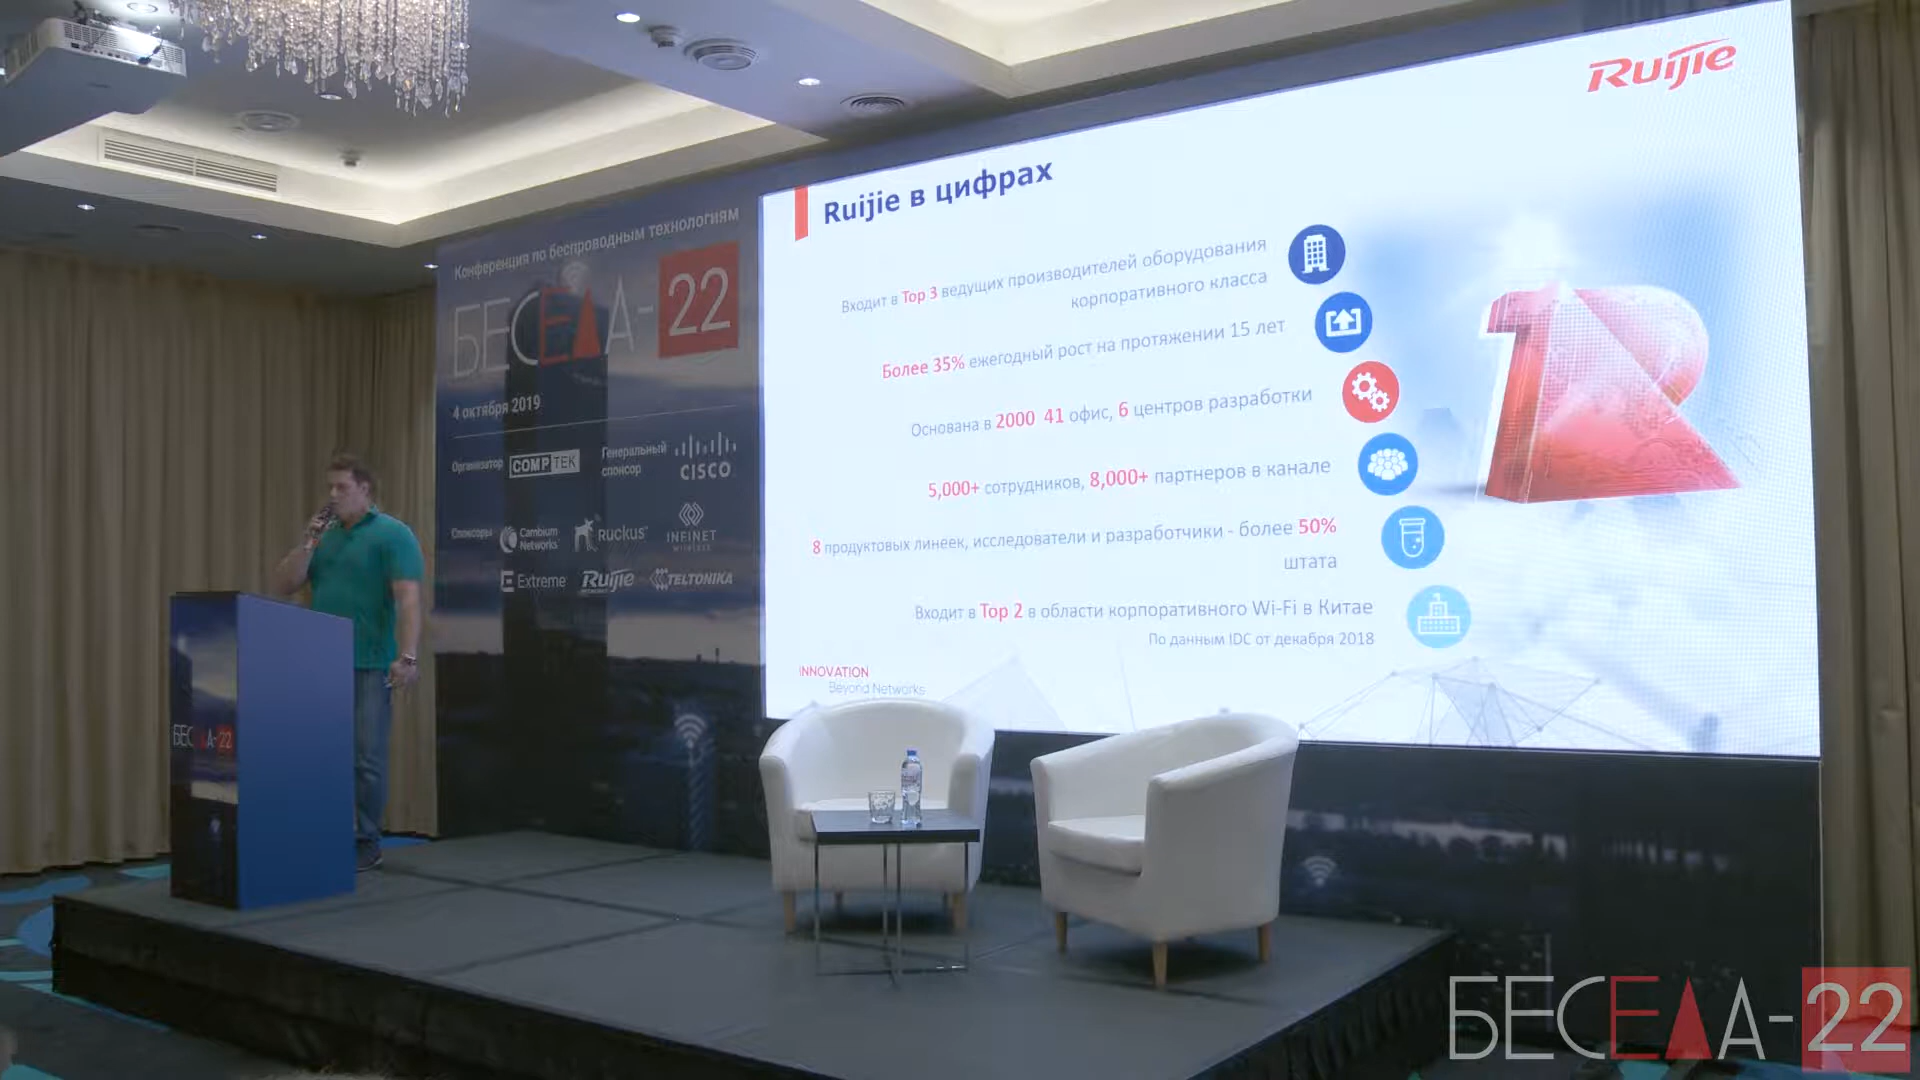 Конференция по беспроводным технологиям
БЕСЕДА-22
4 октября 2019
Организатор COMPTEK
Генеральный
спонсор
CISCO
Спонсоры
Cambium
Networks
RUCKUS
INFINET
WIRELESS
Extreme
Ruijie
TELTONIKA
БЕСЕДА-22
Ruijie
Ruijie в цифрах
Входит в Top 3 ведущих производителей оборудования
корпоративного класса
Более 35% ежегодный рост на протяжении 15 лет
Основана в 2000 41 офис, 6 центров разработки
5,000+ сотрудников, 8,000+ партнеров в канале
8 продуктовых линеек, исследователи и разработчики - более 50%
штата
Входит в Top 2 в области корпоративного Wi-Fi в Китае
По данным IDC от декабря 2018
INNOVATION
Beyond Networks
БЕСЕДА-22